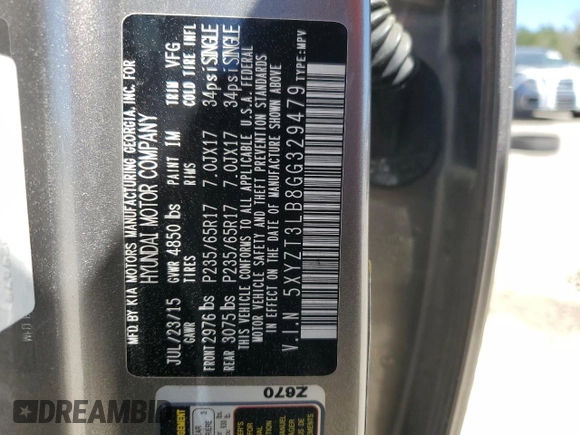 MFD. BY KIA MOTORS MANUFACTURING GEORGIA, INC. FOR
HYUNDAI MOTOR COMPANY
JUL/23/15 GVWR 4850 lbs PAINT IM TRIM VFG
GAWR TIRES RIMS COLD TIRE INFL
FRONT 2976 lbs P235/65R17 7.0JX17 34psi SINGLE
REAR 3075 lbs P235/65R17 7.0JX17 34psi SINGLE
THIS VEHICLE CONFORMS TO ALL APPLICABLE U.S.A. FEDERAL
MOTOR VEHICLE SAFETY AND THEFT PREVENTION STANDARDS
IN EFFECT ON THE DATE OF MANUFACTURE SHOWN ABOVE
V.I.N 5XYZT3LB8GG329479 TYPE:MPV
Z670
DREAMBID